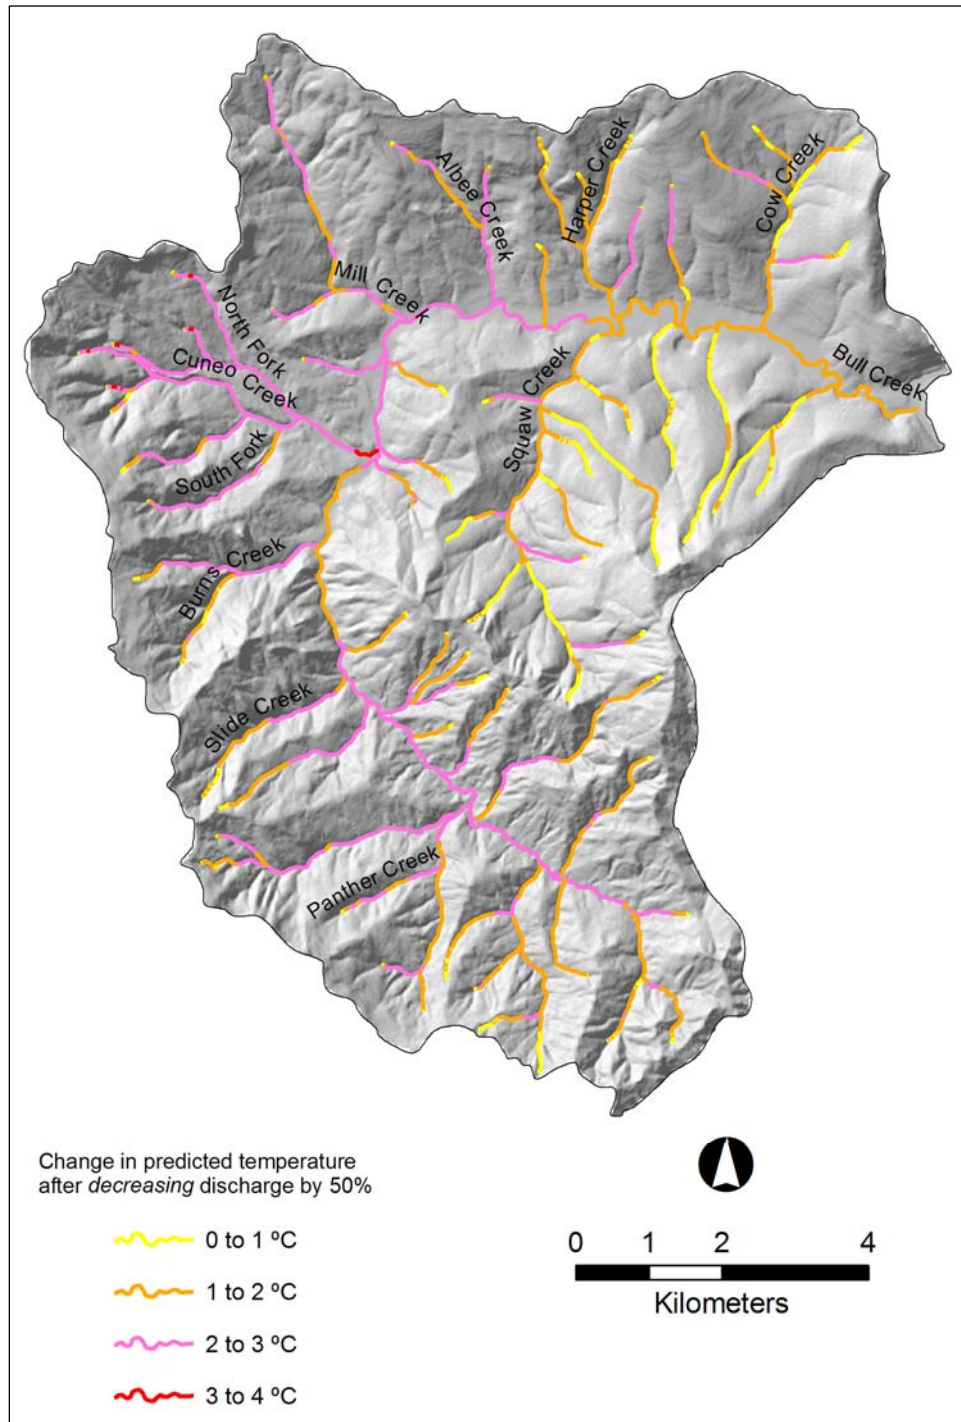 Albee Creek
Harper Creek
Cow Creek
Mill Creek
North Fork
Cuneo Creek
Squaw Creek
Bull Creek
South Fork
Burns Creek
Slide Creek
Panther Creek
Change in predicted temperature
after decreasing discharge by 50%
0 to 1 ºC
1 to 2 ºC
2 to 3 ºC
3 to 4 ºC
0 1 2 4
Kilometers